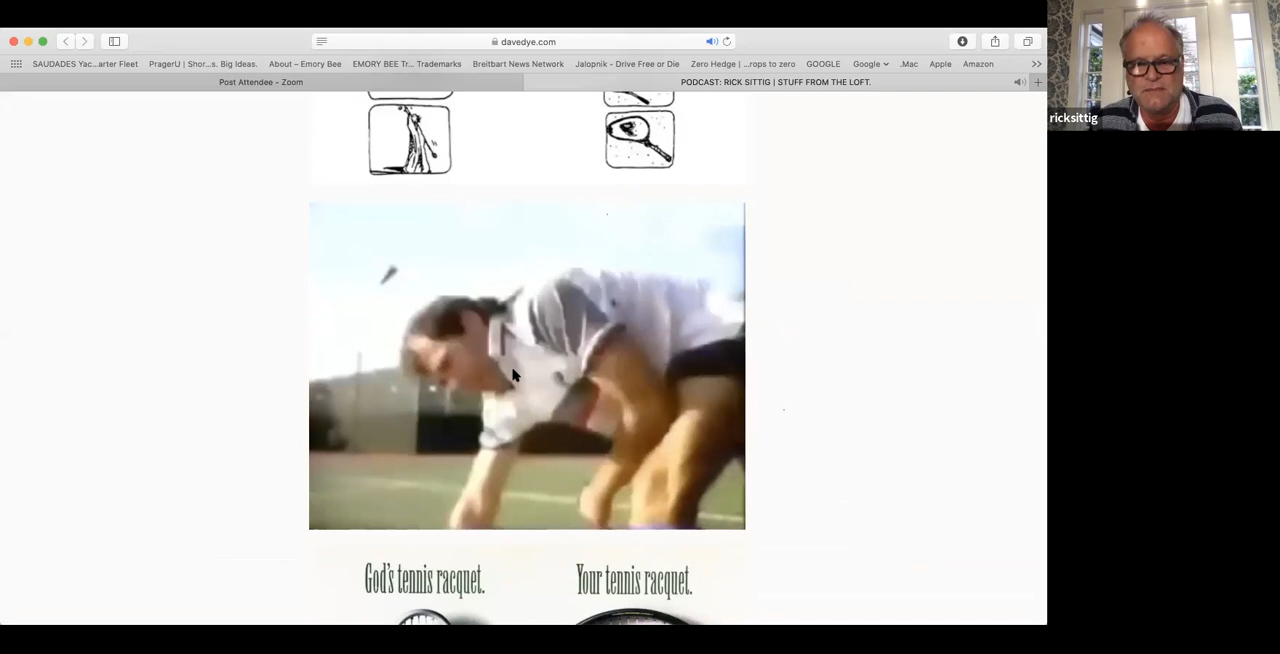 davedye.com
SAUDADES Yac...arter Fleet PragerU | Shor...s. Big Ideas. About – Emory Bee EMORY BEE Tr... Trademarks Breitbart News Network Jalopnik - Drive Free or Die Zero Hedge | ...rops to zero GOOGLE Google .Mac Apple Amazon
Post Attendee - Zoom PODCAST: RICK SITTIG | STUFF FROM THE LOFT.
ricksittig
God's tennis racquet. Your tennis racquet.